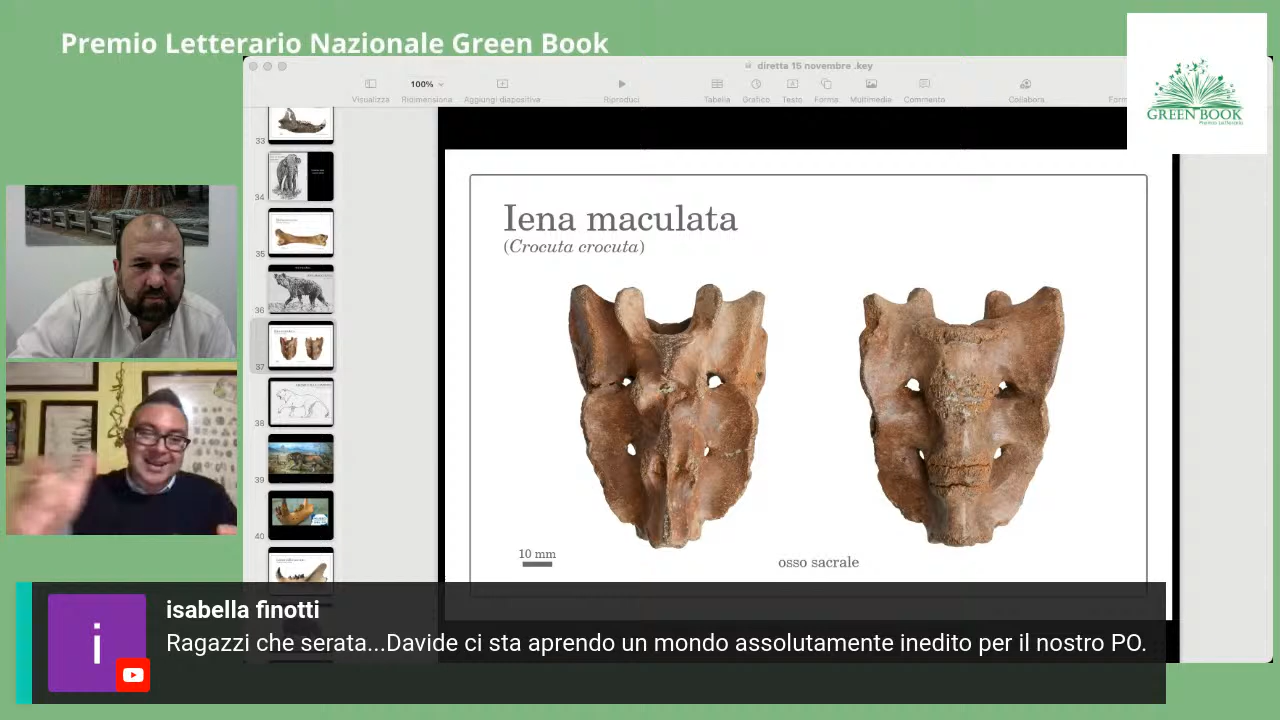 Premio Letterario Nazionale Green Book
diretta 15 novembre .key
100%
Visualizza
Ridimensiona
Aggiungi diapositiva
Riproduci
Tabella
Grafico
Testo
Forma
Multimedia
Commento
Collabora
GREEN BOOK
Premio Letterario
33
34
35
36
37
38
39
40
Iena maculata
(Crocuta crocuta)
10 mm
osso sacrale
i
isabella finotti
Ragazzi che serata...Davide ci sta aprendo un mondo assolutamente inedito per il nostro PO.